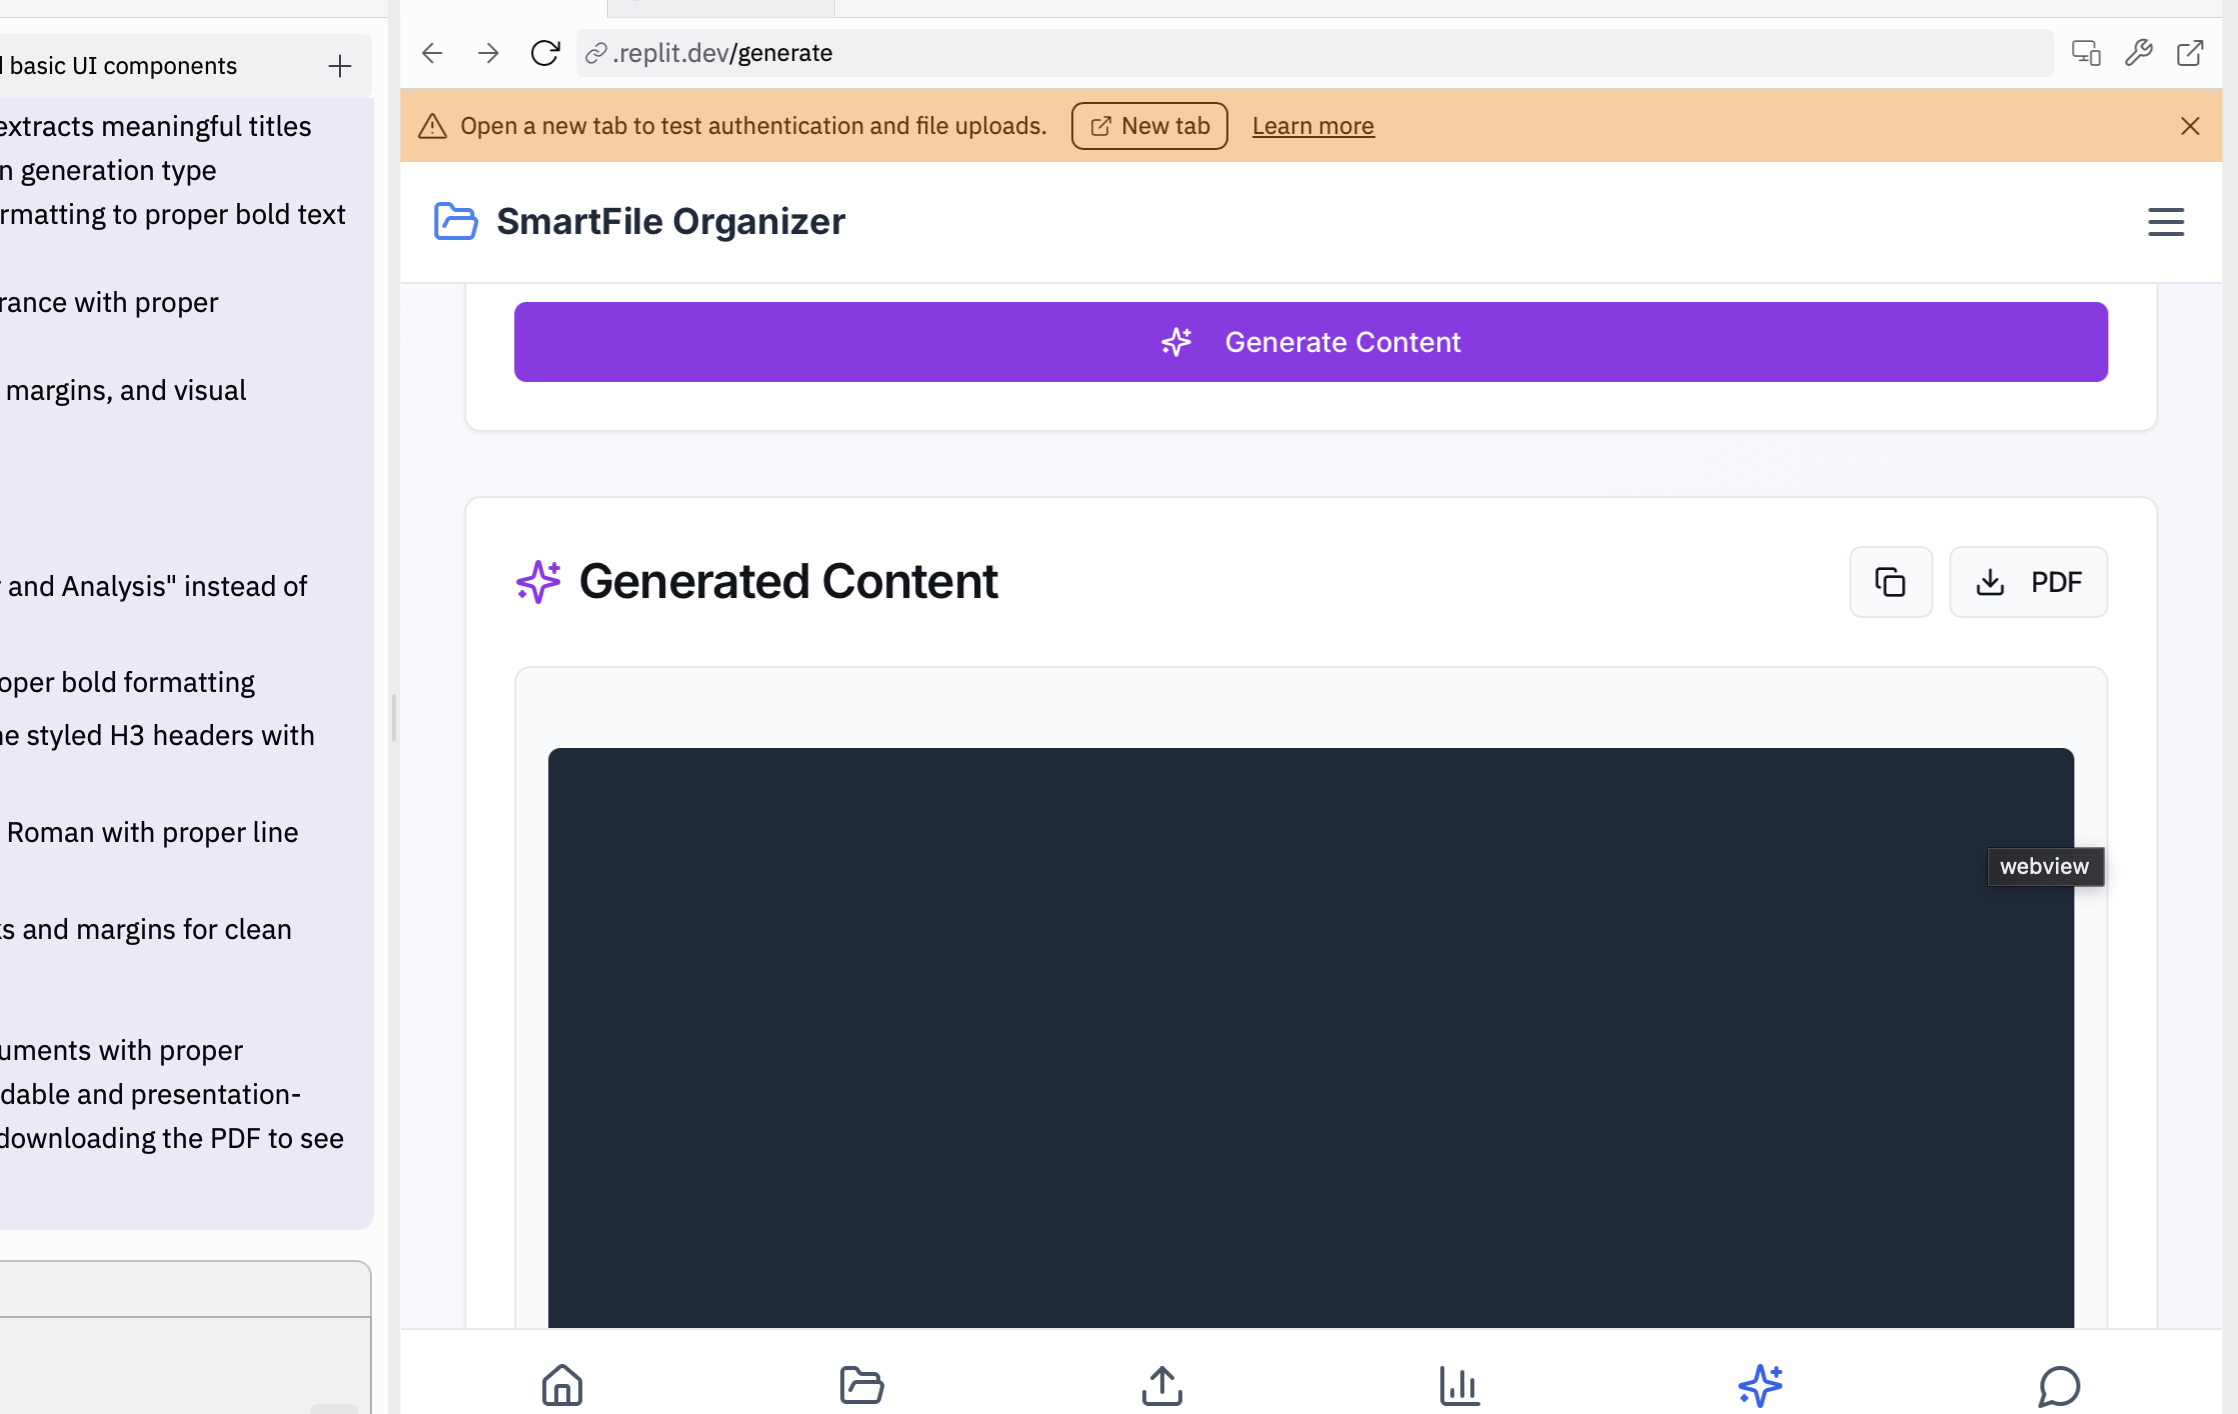 basic UI components
extracts meaningful titles
n generation type
rmatting to proper bold text
rance with proper
margins, and visual
and Analysis" instead of
oper bold formatting
e styled H3 headers with
Roman with proper line
s and margins for clean
uments with proper
dable and presentation-
downloading the PDF to see
.replit.dev/generate
Open a new tab to test authentication and file uploads. New tab Learn more
SmartFile Organizer
Generate Content
Generated Content
PDF
webview